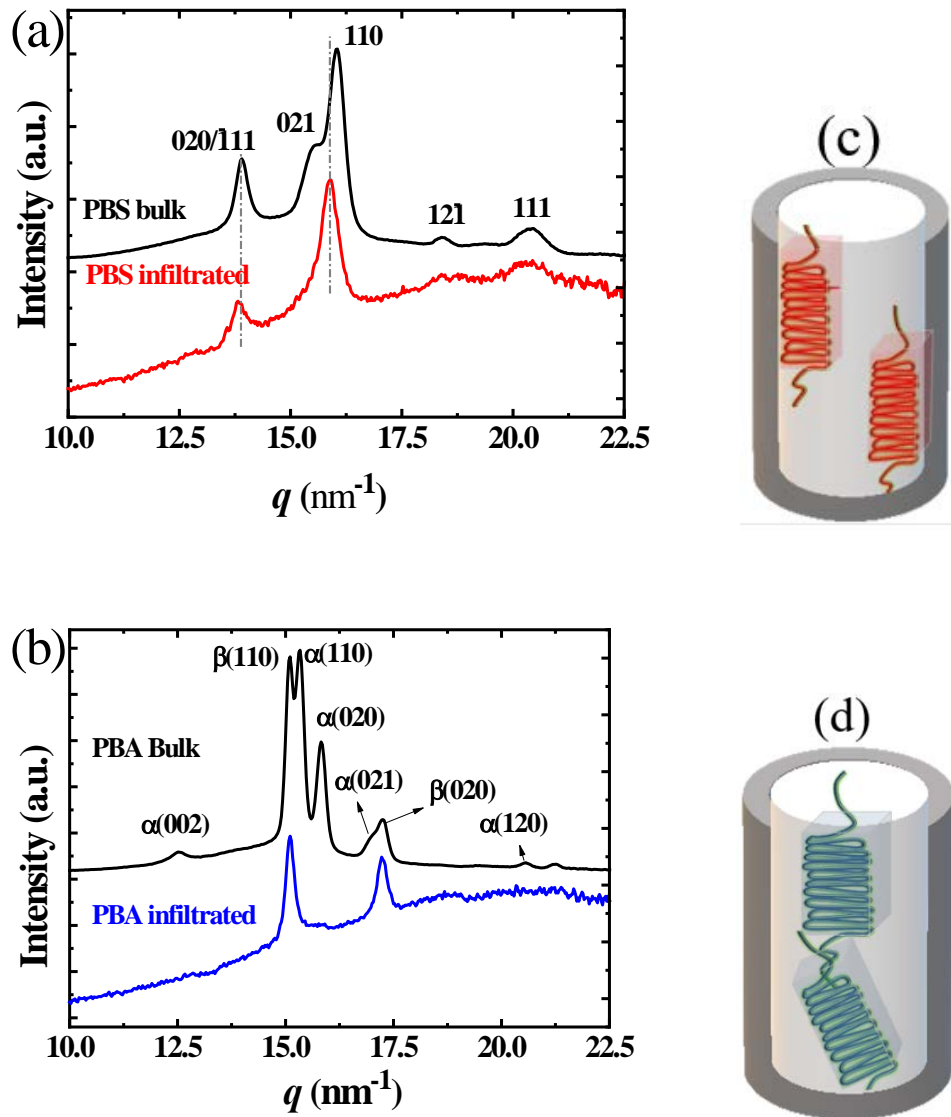 (a)
110
021
020/1̄11
PBS bulk
121̄
111
PBS infiltrated
Intensity (a.u.)
10.0 12.5 15.0 17.5 20.0 22.5
q (nm⁻¹)
(c)
(b)
β(110) α(110)
α(020)
PBA Bulk
α(021)
β(020)
α(002)
α(120)
PBA infiltrated
Intensity (a.u.)
10.0 12.5 15.0 17.5 20.0 22.5
q (nm⁻¹)
(d)